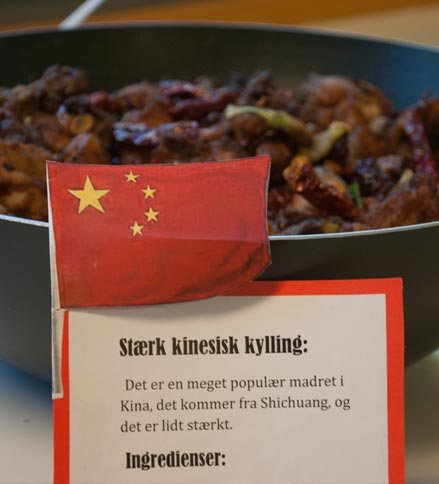 Stærk kinesisk kylling:
Det er en meget populær madret i
Kina, det kommer fra Shichuang, og
det er lidt stærkt.
Ingredienser: